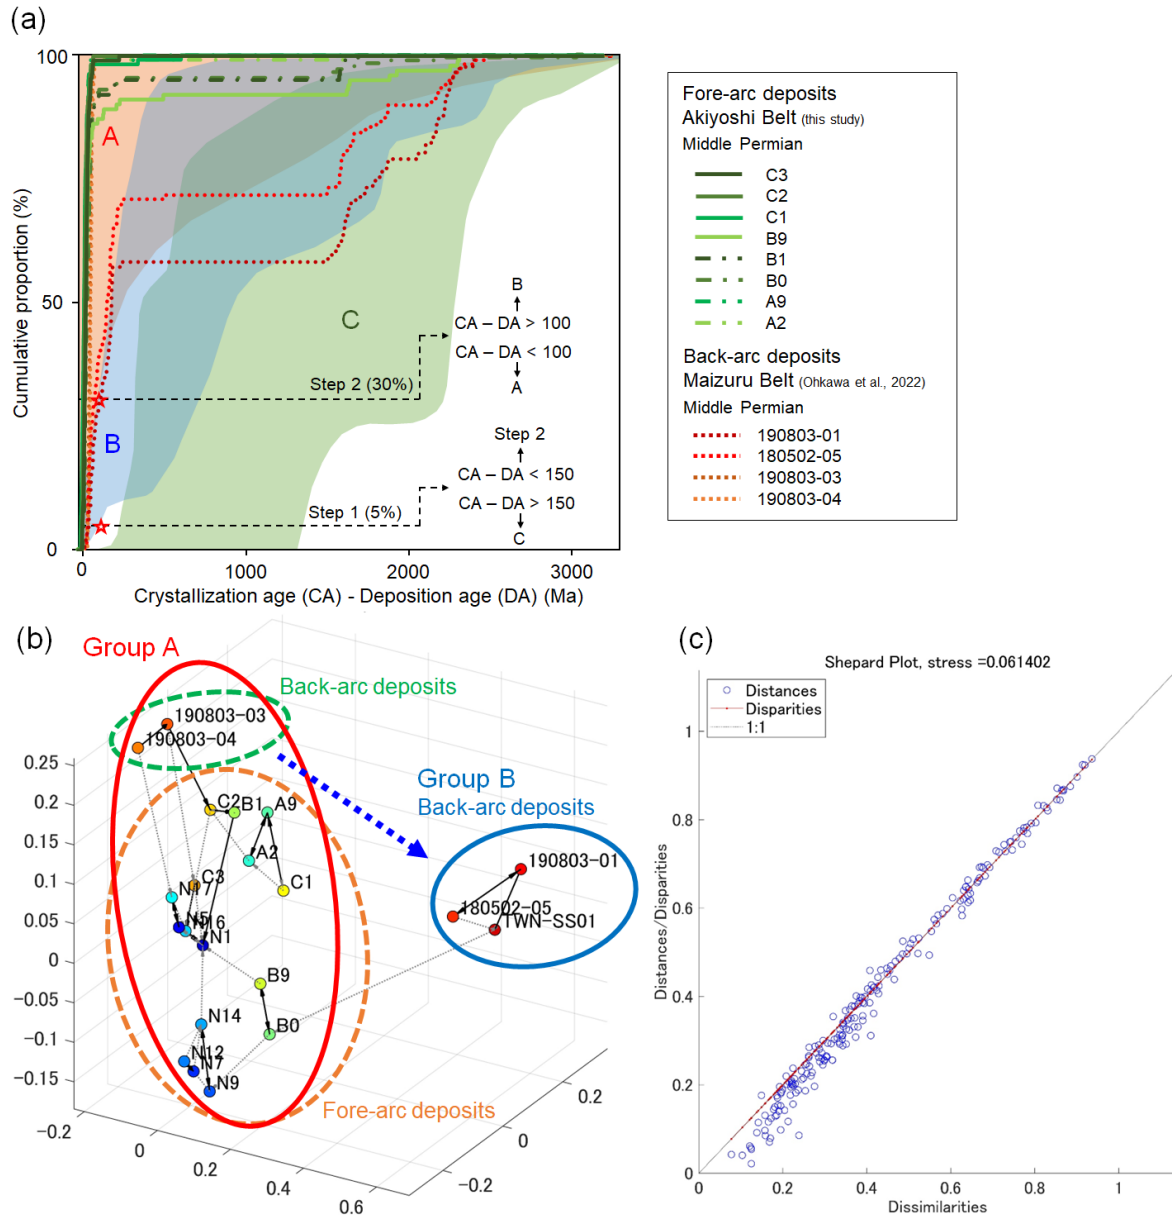 (a)
100
50
0
Cumulative proportion (%)
A
B
C
B
CA – DA > 100
CA – DA < 100
A
Step 2 (30%)
Step 2
CA – DA < 150
CA – DA > 150
C
Step 1 (5%)
0
1000
2000
3000
Crystallization age (CA) - Deposition age (DA) (Ma)
Fore-arc deposits
Akiyoshi Belt (this study)
Middle Permian
C3
C2
C1
B9
B1
B0
A9
A2
Back-arc deposits
Maizuru Belt (Ohkawa et al., 2022)
Middle Permian
190803-01
180502-05
190803-03
190803-04
(b)
Group A
Back-arc deposits
190803-03
190803-04
Group B
Back-arc deposits
C2
B1
A9
A2
C3
C1
N17
N5
N16
N1
190803-01
180502-05
TWN-SS01
B9
B0
N14
N12
N7
N9
Fore-arc deposits
0.25
0.2
0.15
0.1
0.05
0
−0.05
−0.1
−0.15
−0.2
0
0.2
0.4
0.6
−0.2
0
0.2
(c)
Shepard Plot, stress =0.061402
Distances
Disparities
1:1
1
0.8
0.6
0.4
0.2
0
Distances/Disparities
0
0.2
0.4
0.6
0.8
1
Dissimilarities